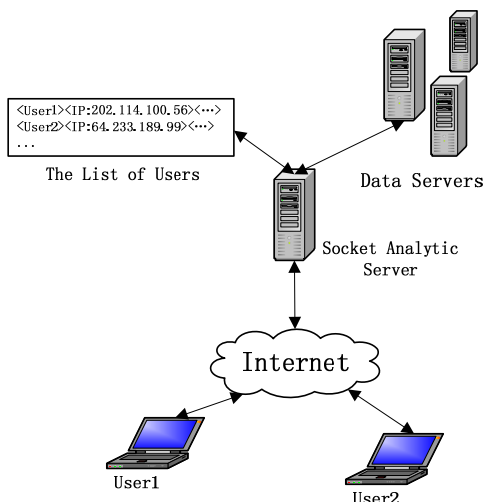 <User1><IP:202.114.100.56><···>
<User2><IP:64.233.189.99><···>
...
The List of Users
Data Servers
Socket Analytic
Server
Internet
User1
User2